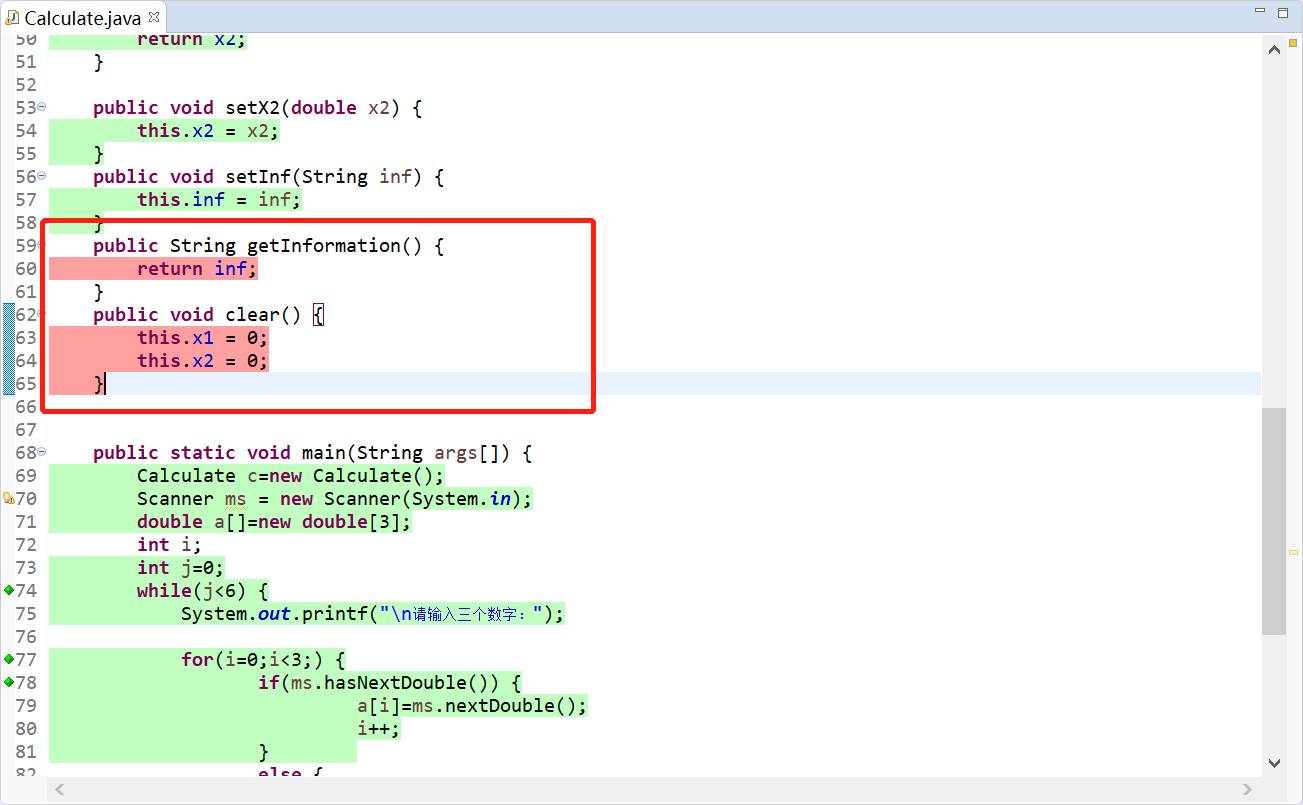 Calculate.java
50 return x2;
51 }
52
53 public void setX2(double x2) {
54 this.x2 = x2;
55 }
56 public void setInf(String inf) {
57 this.inf = inf;
58 }
59 public String getInformation() {
60 return inf;
61 }
62 public void clear() {
63 this.x1 = 0;
64 this.x2 = 0;
65 }
66
67
68 public static void main(String args[]) {
69 Calculate c=new Calculate();
70 Scanner ms = new Scanner(System.in);
71 double a[]=new double[3];
72 int i;
73 int j=0;
74 while(j<6) {
75 System.out.printf("\n请输入三个数字：");
76
77 for(i=0;i<3;) {
78 if(ms.hasNextDouble()) {
79 a[i]=ms.nextDouble();
80 i++;
81 }
82 else {